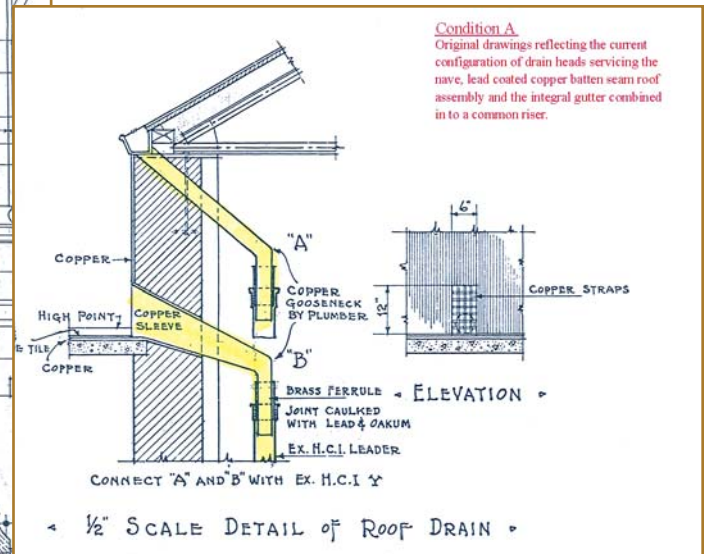 Condition A
Original drawings reflecting the current
configuration of drain heads servicing the
nave, lead coated copper batten seam roof
assembly and the integral gutter combined
in to a common riser.
"A"
COPPER
COPPER
GOOSENECK
BY PLUMBER
6"
COPPER STRAPS
12"
HIGH POINT
COPPER
SLEEVE
TILE
COPPER
"B"
BRASS FERRULE
ELEVATION
JOINT CAULKED
WITH LEAD & OAKUM
EX. H.C.I. LEADER
CONNECT "A" AND "B" WITH EX. H.C.I Y
½" SCALE DETAIL OF ROOF DRAIN